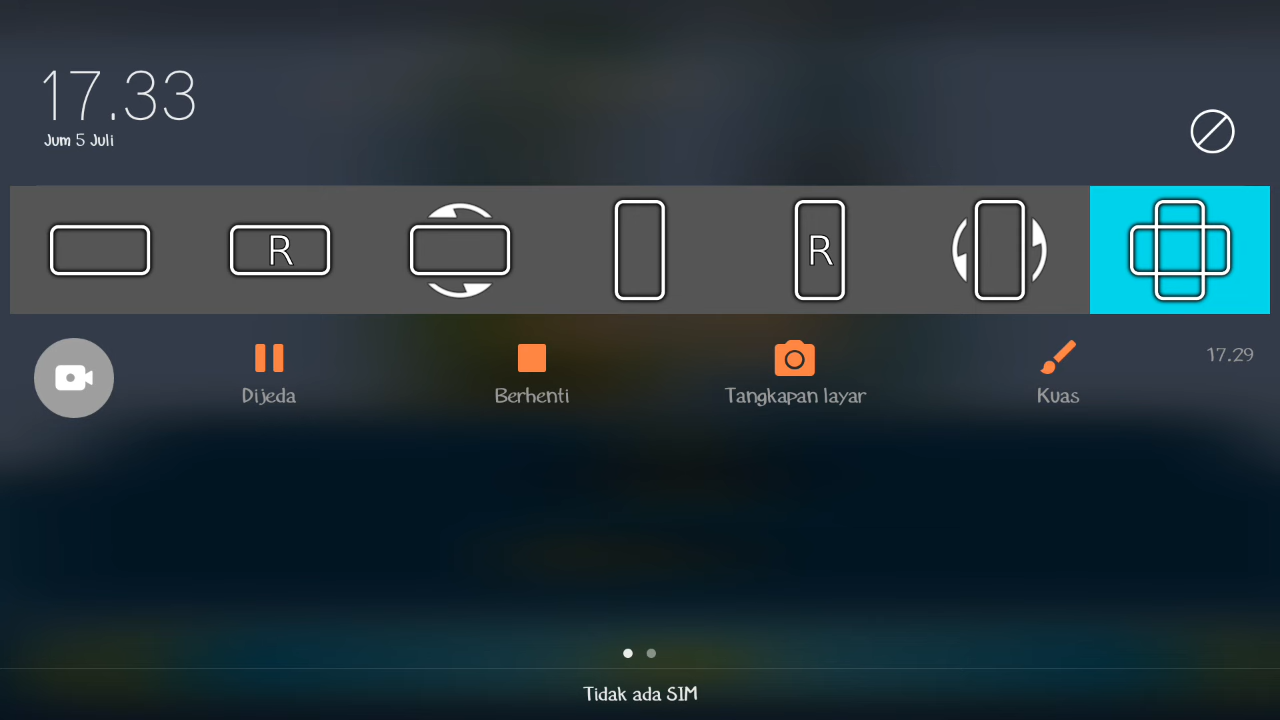 17.33
Jum 5 Juli
R
R
Dijeda
Berhenti
Tangkapan layar
Kuas
17.29
Tidak ada SIM